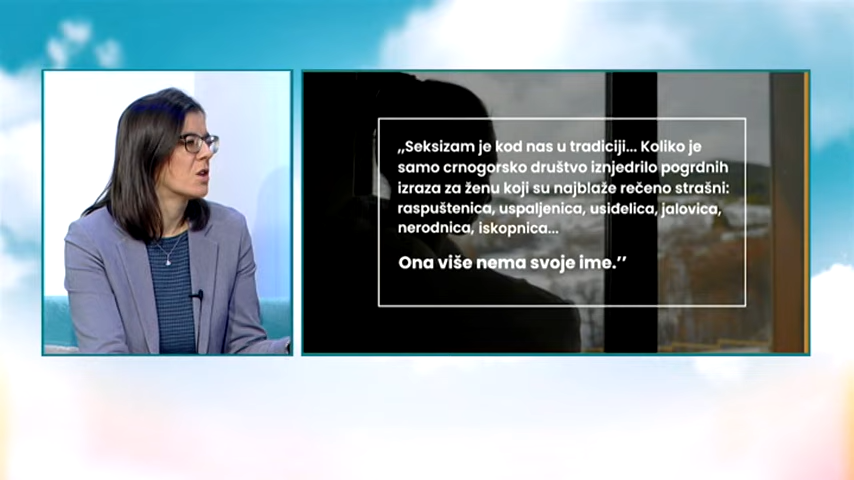 ,,Seksizam je kod nas u tradiciji... Koliko je
samo crnogorsko društvo iznjedrilo pogrdnih
izraza za ženu koji su najblaže rečeno strašni:
raspuštenica, uspaljenica, usiđelica, jalovica,
nerodnica, iskopnica...
Ona više nema svoje ime.’’